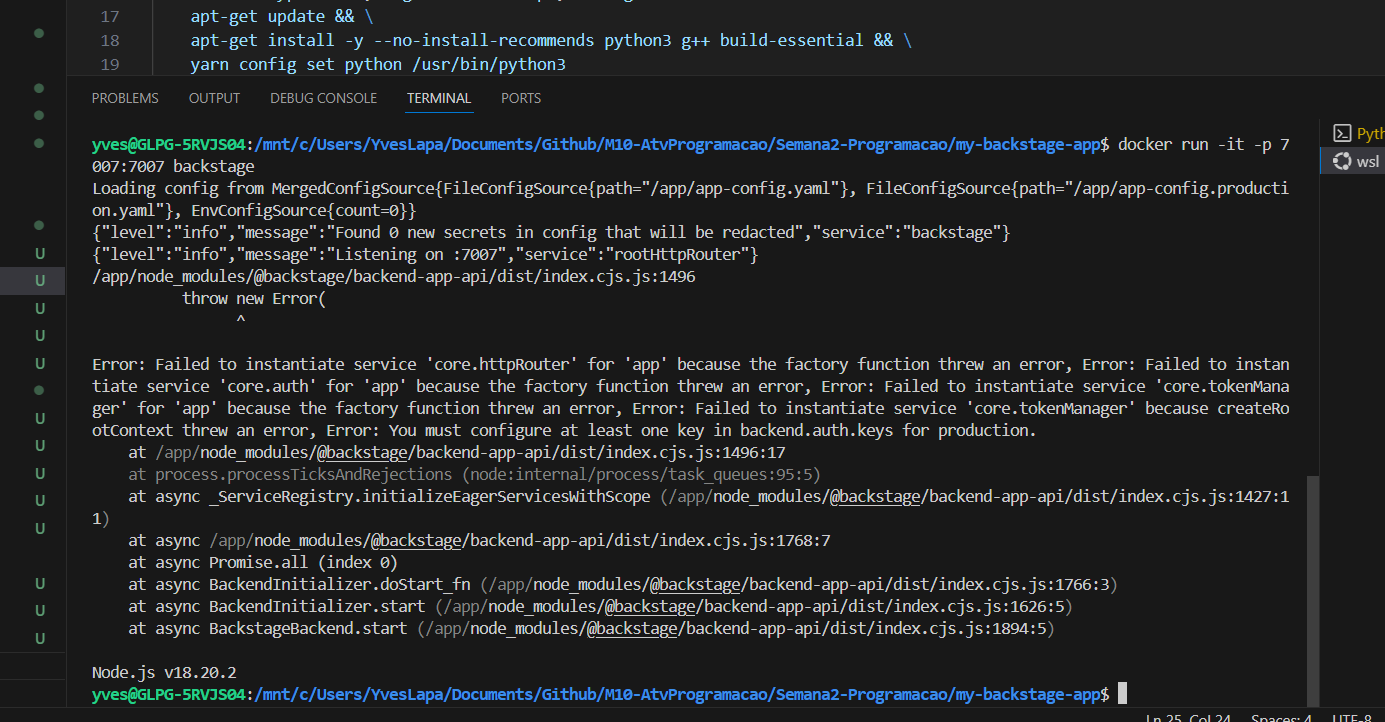 17 apt-get update && \
18 apt-get install -y --no-install-recommends python3 g++ build-essential && \
19 yarn config set python /usr/bin/python3
PROBLEMS OUTPUT DEBUG CONSOLE TERMINAL PORTS
yves@GLPG-5RVJS04:/mnt/c/Users/YvesLapa/Documents/Github/M10-AtvProgramacao/Semana2-Programacao/my-backstage-app$ docker run -it -p 7
007:7007 backstage
Loading config from MergedConfigSource{FileConfigSource{path="/app/app-config.yaml"}, FileConfigSource{path="/app/app-config.producti
on.yaml"}, EnvConfigSource{count=0}}
{"level":"info","message":"Found 0 new secrets in config that will be redacted","service":"backstage"}
{"level":"info","message":"Listening on :7007","service":"rootHttpRouter"}
/app/node_modules/@backstage/backend-app-api/dist/index.cjs.js:1496
throw new Error(
^
Error: Failed to instantiate service 'core.httpRouter' for 'app' because the factory function threw an error, Error: Failed to instan
tiate service 'core.auth' for 'app' because the factory function threw an error, Error: Failed to instantiate service 'core.tokenMana
ger' for 'app' because the factory function threw an error, Error: Failed to instantiate service 'core.tokenManager' because createRo
otContext threw an error, Error: You must configure at least one key in backend.auth.keys for production.
at /app/node_modules/@backstage/backend-app-api/dist/index.cjs.js:1496:17
at process.processTicksAndRejections (node:internal/process/task_queues:95:5)
at async _ServiceRegistry.initializeEagerServicesWithScope (/app/node_modules/@backstage/backend-app-api/dist/index.cjs.js:1427:1
1)
at async /app/node_modules/@backstage/backend-app-api/dist/index.cjs.js:1768:7
at async Promise.all (index 0)
at async BackendInitializer.doStart_fn (/app/node_modules/@backstage/backend-app-api/dist/index.cjs.js:1766:3)
at async BackendInitializer.start (/app/node_modules/@backstage/backend-app-api/dist/index.cjs.js:1626:5)
at async BackstageBackend.start (/app/node_modules/@backstage/backend-app-api/dist/index.cjs.js:1894:5)
Node.js v18.20.2
yves@GLPG-5RVJS04:/mnt/c/Users/YvesLapa/Documents/Github/M10-AtvProgramacao/Semana2-Programacao/my-backstage-app$
Pyth
wsl
U
U
U
U
U
U
U
U
U
U
U
U
U
Ln 25, Col 24 Spaces: 4 UTF-8